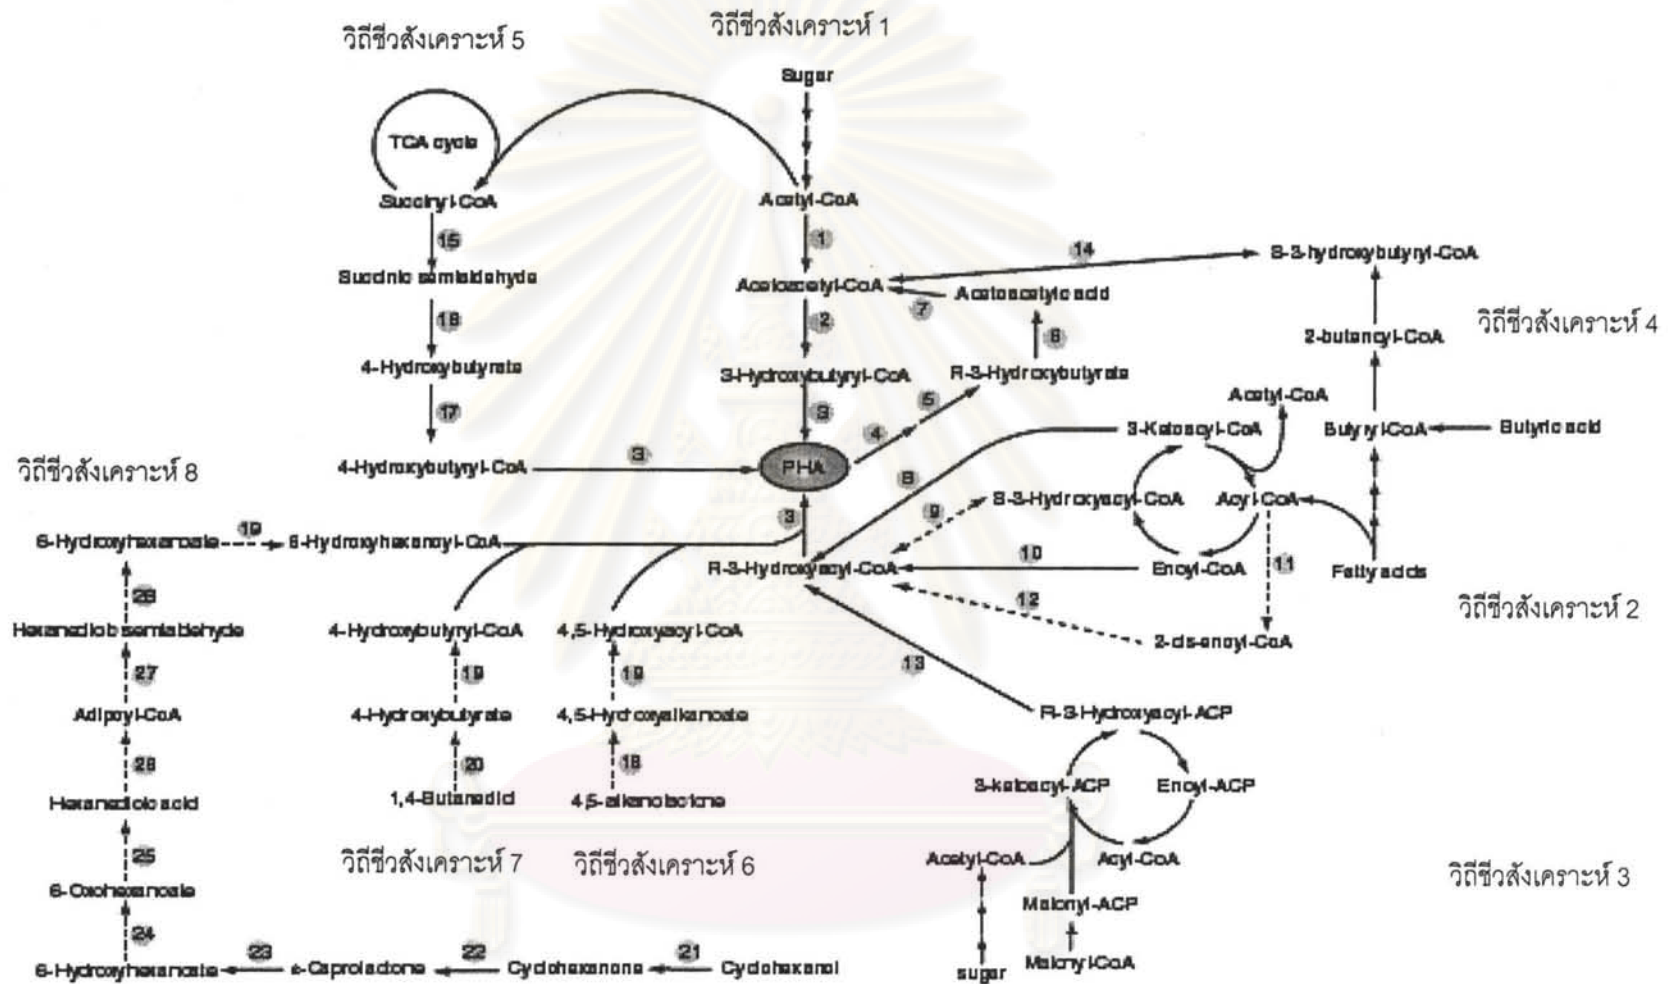 วิถีชีวสังเคราะห์ 5
วิถีชีวสังเคราะห์ 1
Sugar
TCA cycle
Succinyl-CoA
Acetyl-CoA
15
1
14
S-3-hydroxybutyryl-CoA
Succinic semialdehyde
Acetoacetyl-CoA
Acetoacetyl acid
7
16
2
6
วิถีชีวสังเคราะห์ 4
2-butenoyl-CoA
4-Hydroxybutyrate
3-Hydroxybutyryl-CoA
R-3-Hydroxybutyrate
Acetyl-CoA
17
3
5
4
3-Ketoacyl-CoA
Butyryl-CoA
Butyric acid
วิถีชีวสังเคราะห์ 8
4-Hydroxybutyryl-CoA
3
PHA
8
S-3-Hydroxyacyl-CoA
Acyl-CoA
9
3
6-Hydroxyhexanoate
19
6-Hydroxyhexanoyl-CoA
R-3-Hydroxyacyl-CoA
10
Enoyl-CoA
11
Fatty acids
26
12
วิถีชีวสังเคราะห์ 2
4-Hydroxybutyryl-CoA
4,5-Hydroxyacyl-CoA
2-cis-enoyl-CoA
27
19
19
13
Adipoyl-CoA
4-Hydroxybutyrate
4,5-Hydroxyalkanoate
R-3-Hydroxyacyl-ACP
20
18
Hexanedioic acid
1,4-Butanediol
4,5-alkanolactone
3-ketoacyl-ACP
Enoyl-ACP
25
วิถีชีวสังเคราะห์ 7
วิถีชีวสังเคราะห์ 6
Acetyl-CoA
Acyl-CoA
วิถีชีวสังเคราะห์ 3
6-Oxohexanoate
Malonyl-ACP
24
6-Hydroxyhexanoate
23
ε-Caprolactone
22
Cyclohexanone
21
Cyclohexanol
sugar
Malonyl-CoA